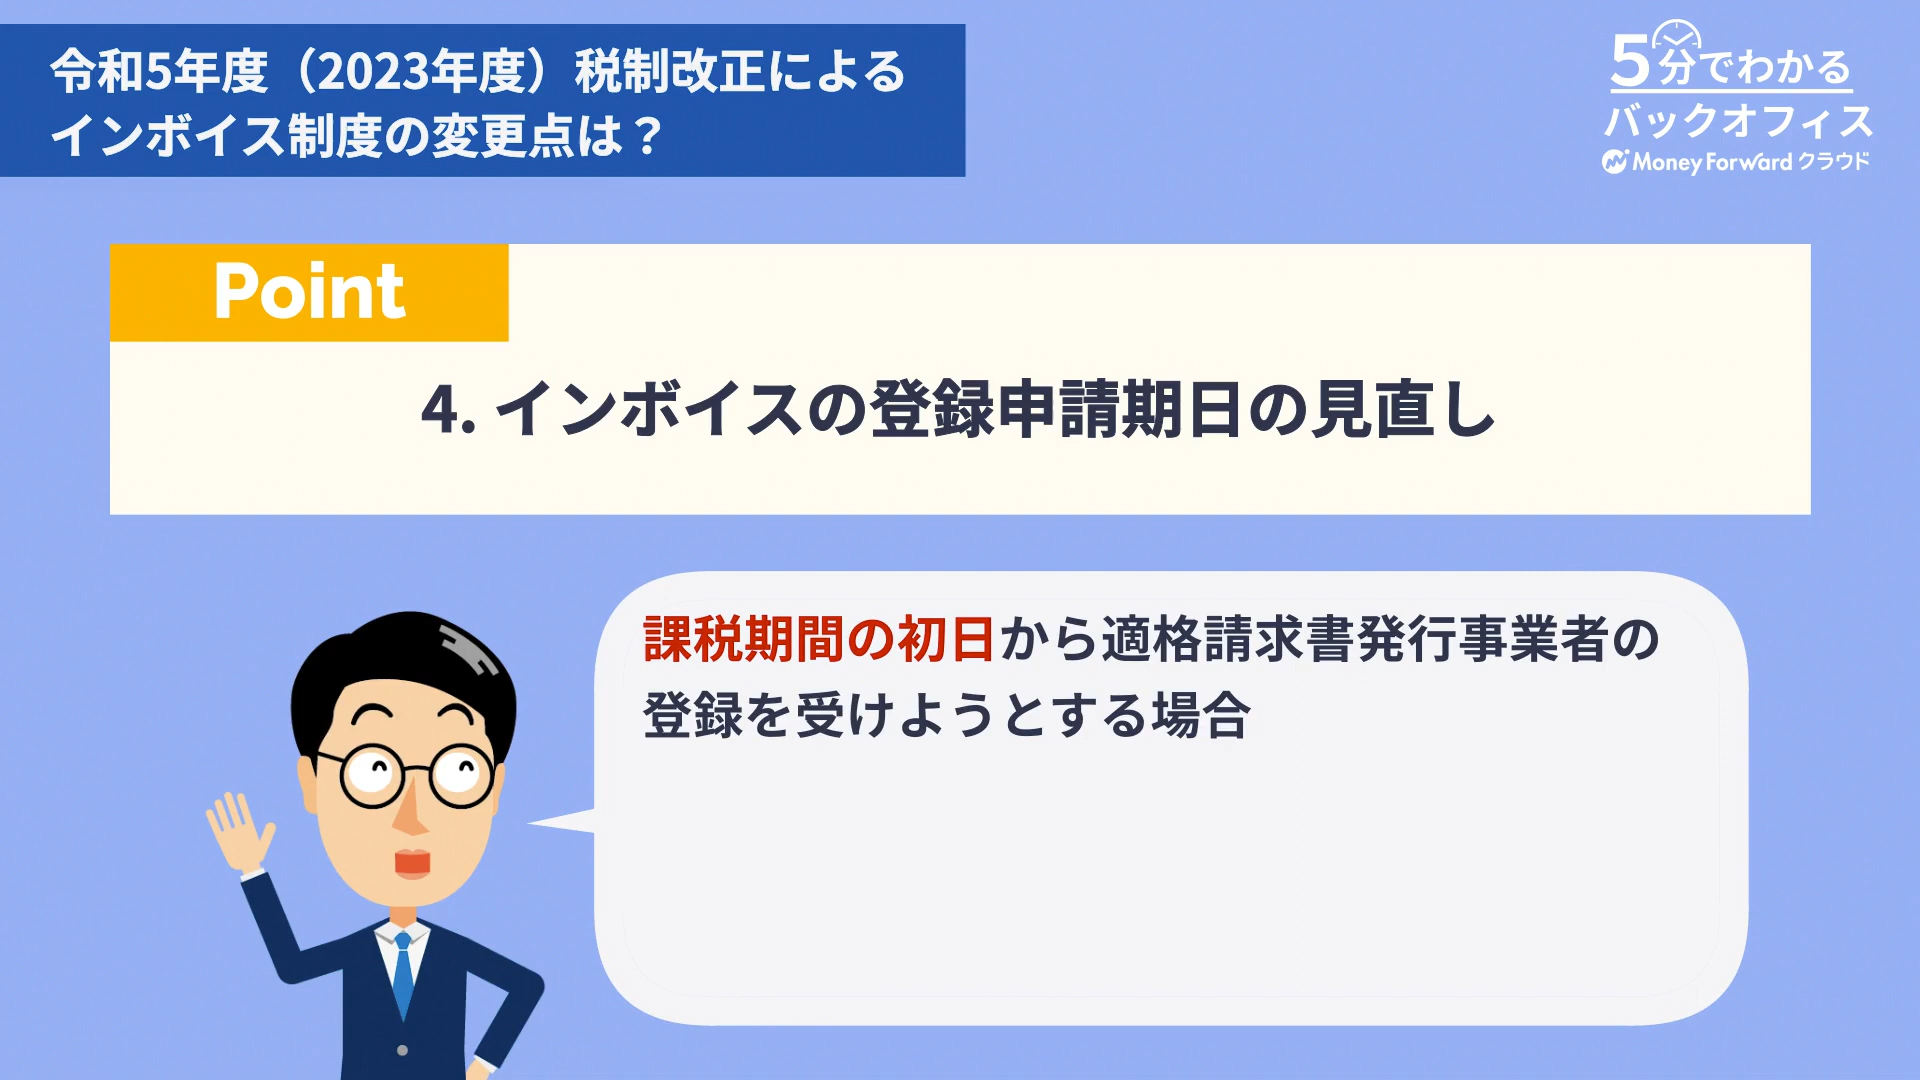 令和5年度（2023年度）税制改正による
インボイス制度の変更点は？
5分でわかる
バックオフィス
Money Forward クラウド
Point
4. インボイスの登録申請期日の見直し
課税期間の初日から適格請求書発行事業者の
登録を受けようとする場合